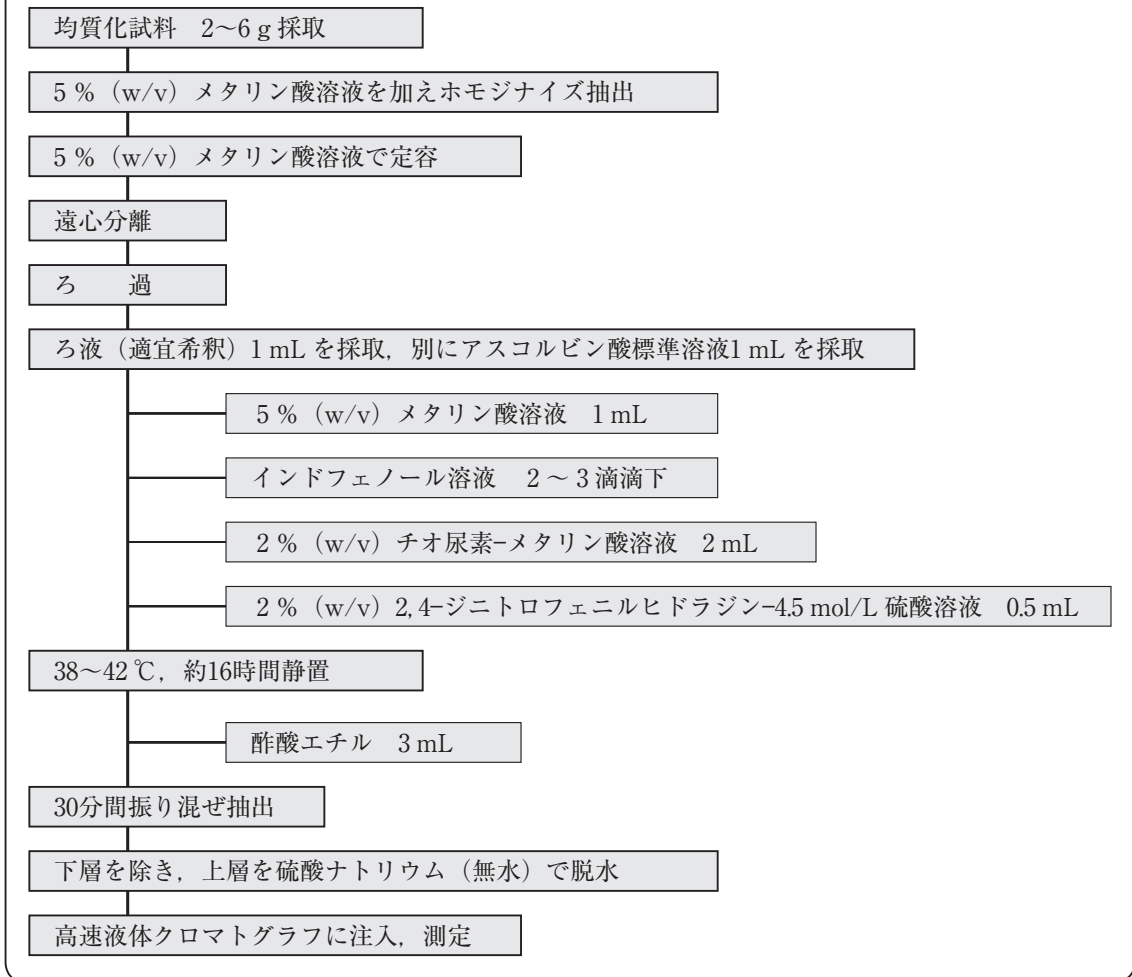 均質化試料　2～6 g 採取
5 %（w/v）メタリン酸溶液を加えホモジナイズ抽出
5 %（w/v）メタリン酸溶液で定容
遠心分離
ろ　　過
ろ液（適宜希釈）1 mL を採取，別にアスコルビン酸標準溶液1 mL を採取
5 %（w/v）メタリン酸溶液　1 mL
インドフェノール溶液　2 ～ 3 滴滴下
2 %（w/v）チオ尿素−メタリン酸溶液　2 mL
2 %（w/v）2, 4−ジニトロフェニルヒドラジン−4.5 mol/L 硫酸溶液　0.5 mL
38～42 ℃，約16時間静置
酢酸エチル　3 mL
30分間振り混ぜ抽出
下層を除き，上層を硫酸ナトリウム（無水）で脱水
高速液体クロマトグラフに注入，測定